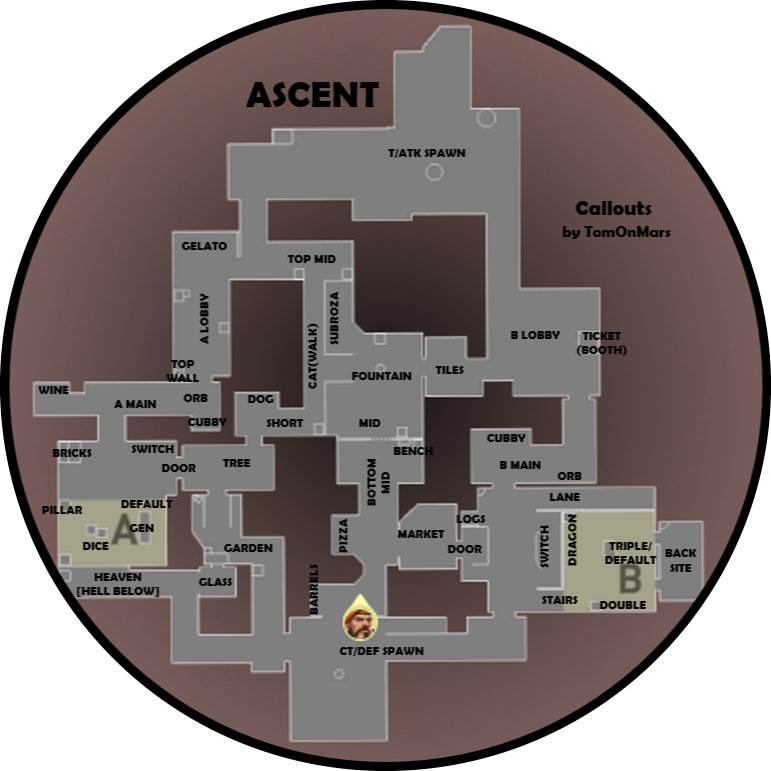 ASCENT
T/ATK SPAWN
Callouts
by TomOnMars
GELATO
TOP MID
A LOBBY
SUBROZA
CAT(WALK)
B LOBBY
TICKET
(BOOTH)
TOP
WALL
FOUNTAIN
TILES
WINE
A MAIN
ORB
DOG
CUBBY
SHORT
MID
CUBBY
BRICKS
SWITCH
DOOR
TREE
BENCH
BOTTOM
MID
B MAIN
ORB
LANE
PILLAR
DEFAULT
A
GEN
DICE
GARDEN
PIZZA
MARKET
LOGS
DOOR
SWITCH
DRAGON
TRIPLE/
DEFAULT
B
BACK
SITE
HEAVEN
[HELL BELOW]
GLASS
BARRELS
STAIRS
DOUBLE
CT/DEF SPAWN